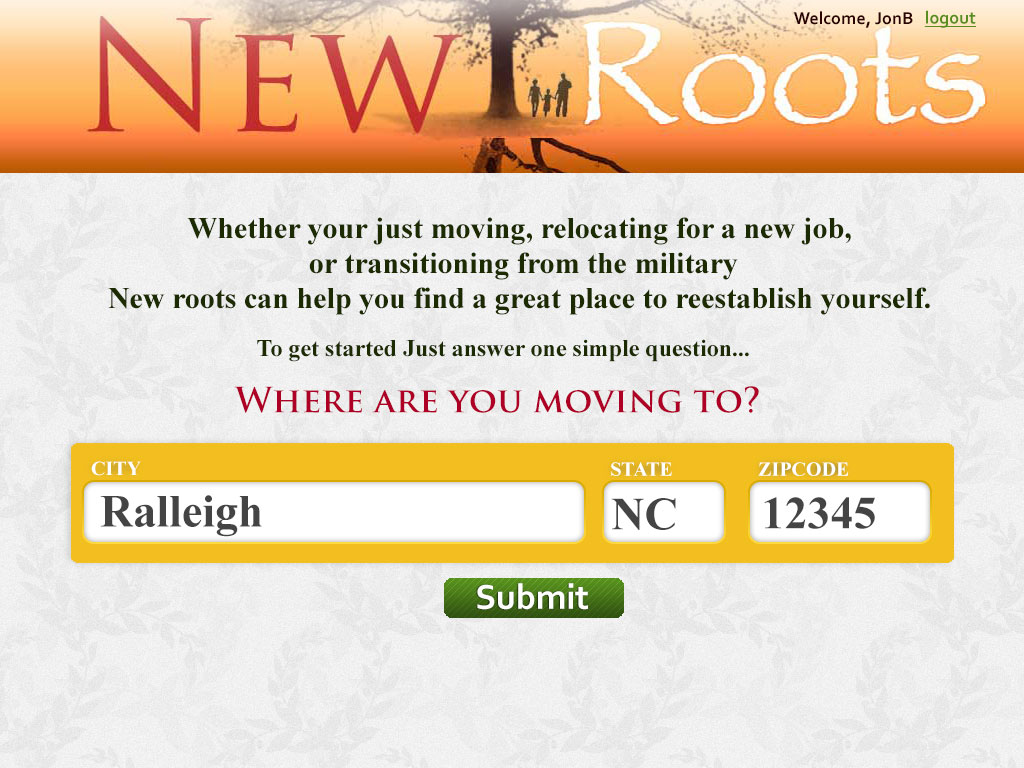 Welcome, JonB logout
New Roots
Whether your just moving, relocating for a new job,
or transitioning from the military
New roots can help you find a great place to reestablish yourself.
To get started Just answer one simple question...
Where are you moving to?
CITY STATE ZIPCODE
Ralleigh NC 12345
Submit